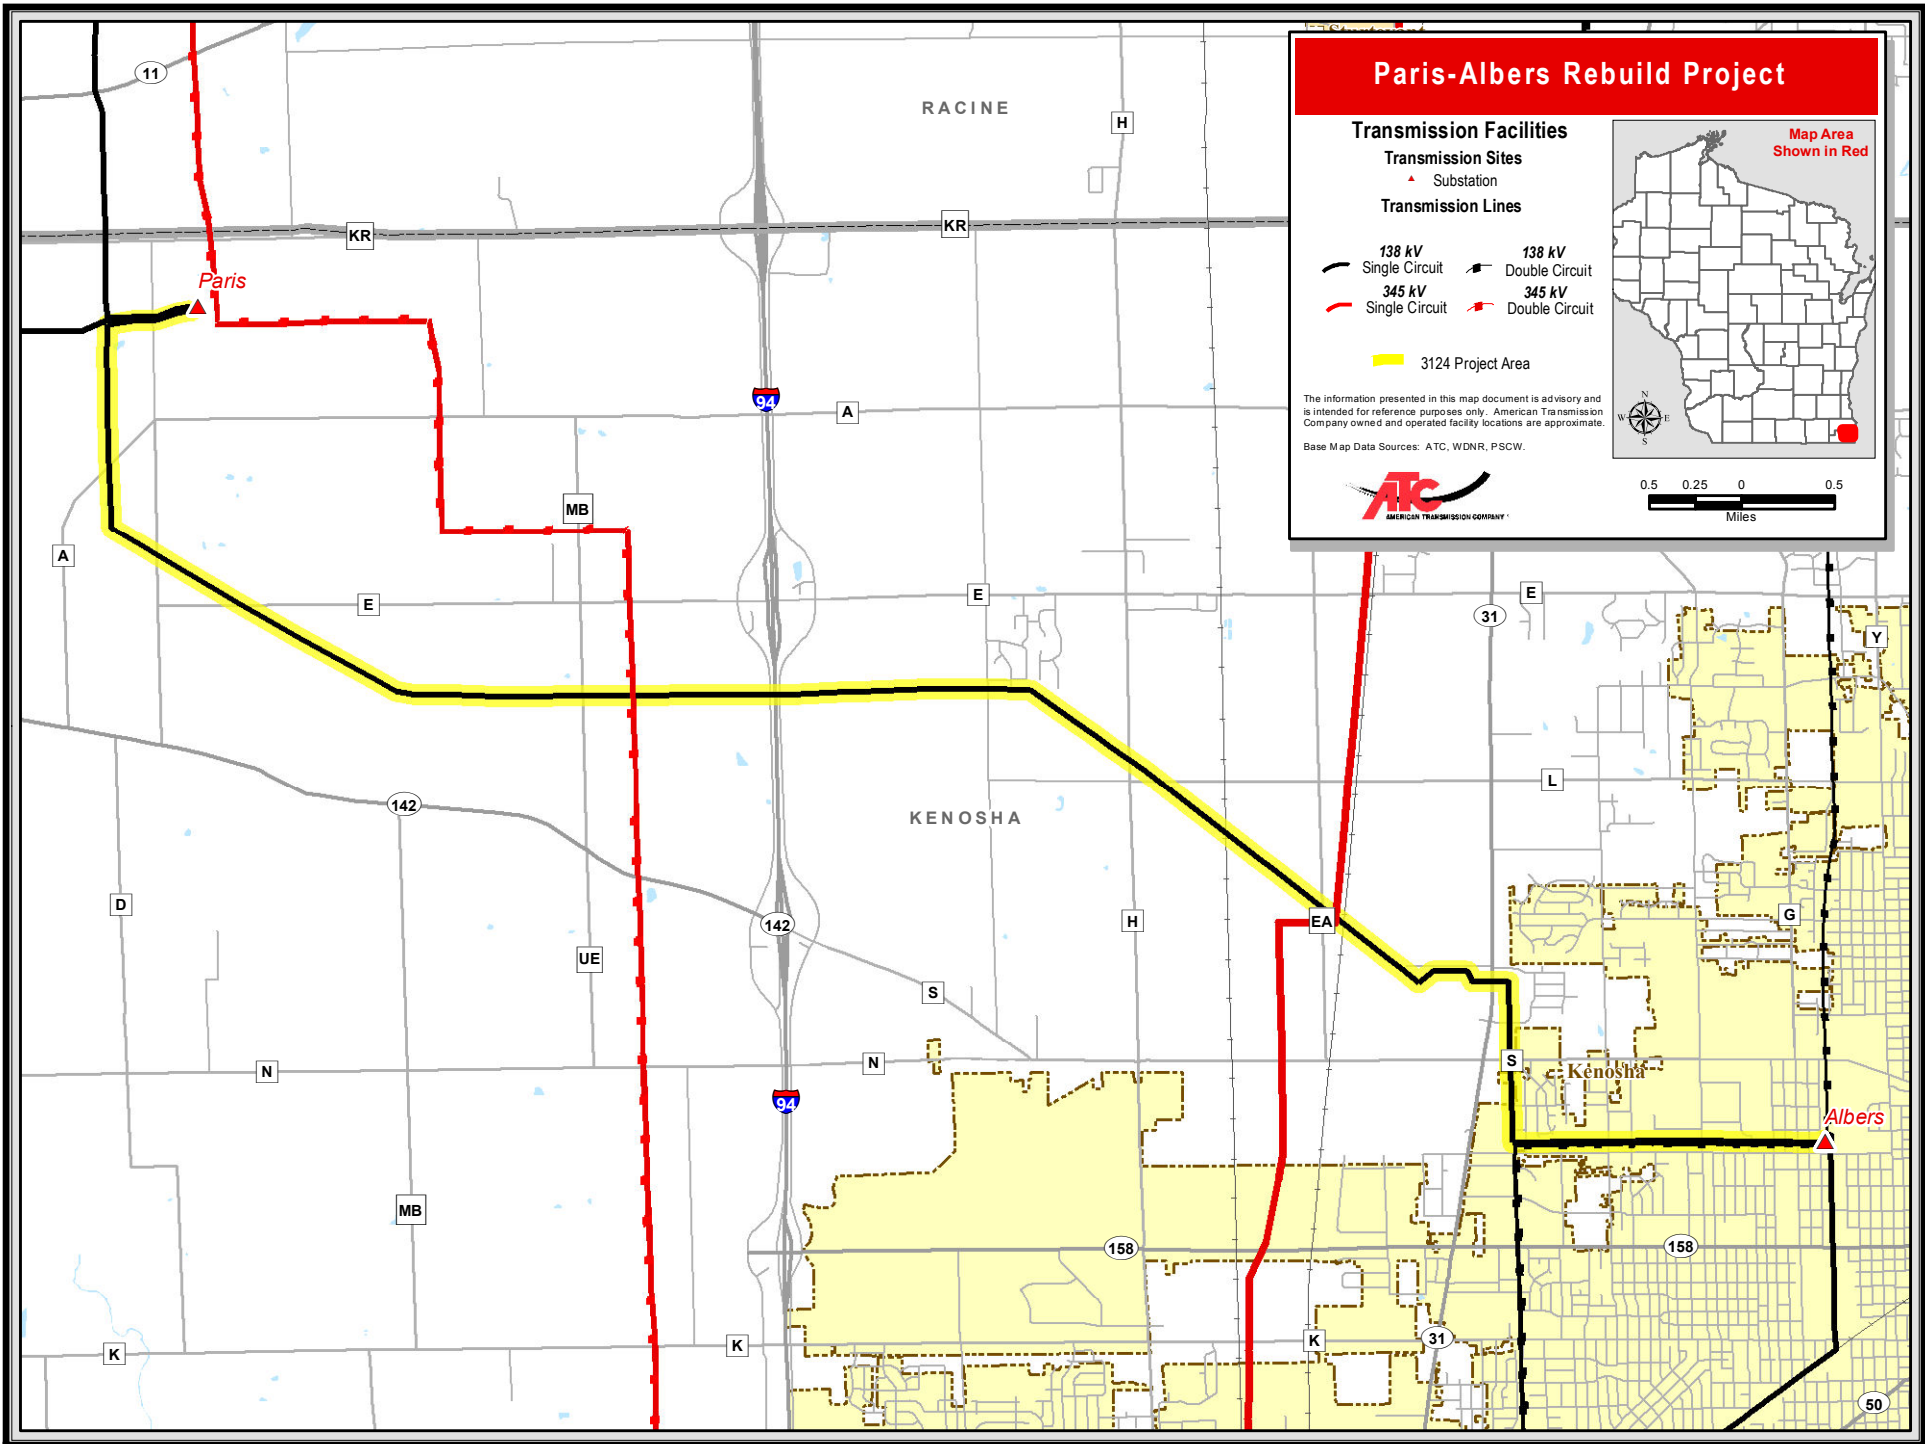 Paris-Albers Rebuild Project
Transmission Facilities
Transmission Sites
Substation
Transmission Lines
138 kV
Single Circuit
138 kV
Double Circuit
345 kV
Single Circuit
345 kV
Double Circuit
3124 Project Area
The information presented in this map document is advisory and
is intended for reference purposes only. American Transmission
Company owned and operated facility locations are approximate.
Base Map Data Sources: ATC, WDNR, PSCW.
ATC
AMERICAN TRANSMISSION COMPANY
Map Area
Shown in Red
N
W
E
S
0.5
0.25
0
0.5
Miles
11
RACINE
H
KR
KR
Paris
94
A
MB
A
E
E
E
31
Y
L
142
KENOSHA
D
142
H
EA
G
UE
S
N
N
S
Kenosha
94
Albers
MB
158
158
K
K
K
31
50